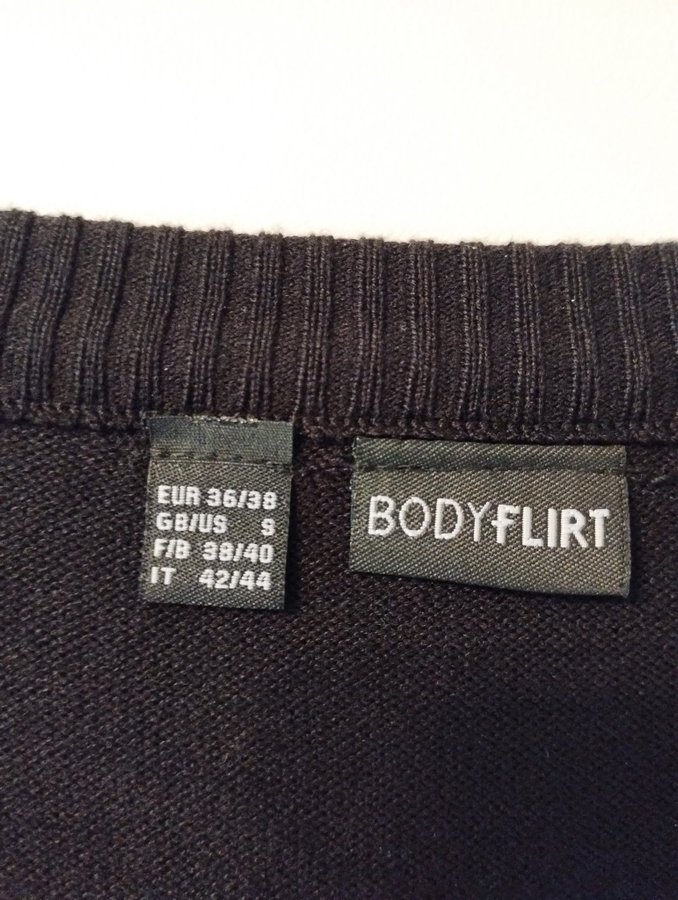 EUR 36/38
GB/US S
F/B 38/40
IT 42/44
BODYFLIRT